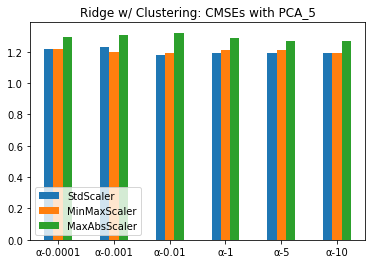 Ridge w/ Clustering: CMSEs with PCA_5
1.2
1.0
0.8
0.6
0.4
0.2
0.0
StdScaler
MinMaxScaler
MaxAbsScaler
α-0.0001 α-0.001 α-0.01 α-1 α-5 α-10